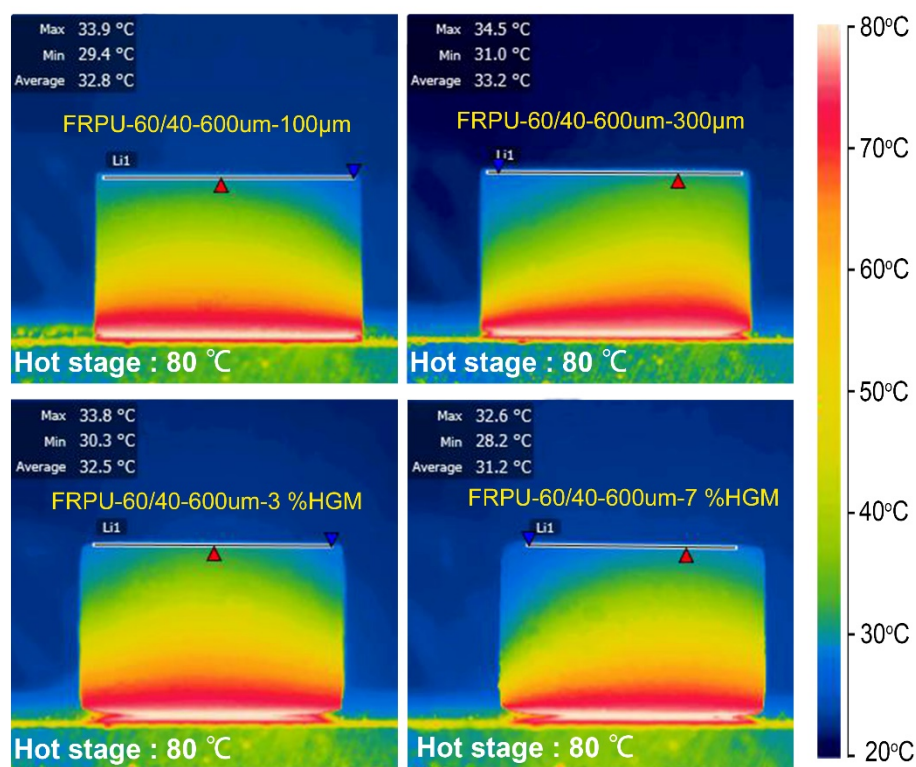 Max 33.9 °C
Min 29.4 °C
Average 32.8 °C
FRPU-60/40-600um-100μm
Li1
Hot stage : 80 ℃
Max 34.5 °C
Min 31.0 °C
Average 33.2 °C
FRPU-60/40-600um-300μm
Li1
Hot stage : 80 ℃
Max 33.8 °C
Min 30.3 °C
Average 32.5 °C
FRPU-60/40-600um-3 %HGM
Li1
Hot stage : 80 ℃
Max 32.6 °C
Min 28.2 °C
Average 31.2 °C
FRPU-60/40-600um-7 %HGM
Li1
Hot stage : 80 ℃
80°C
70°C
60°C
50°C
40°C
30°C
20°C